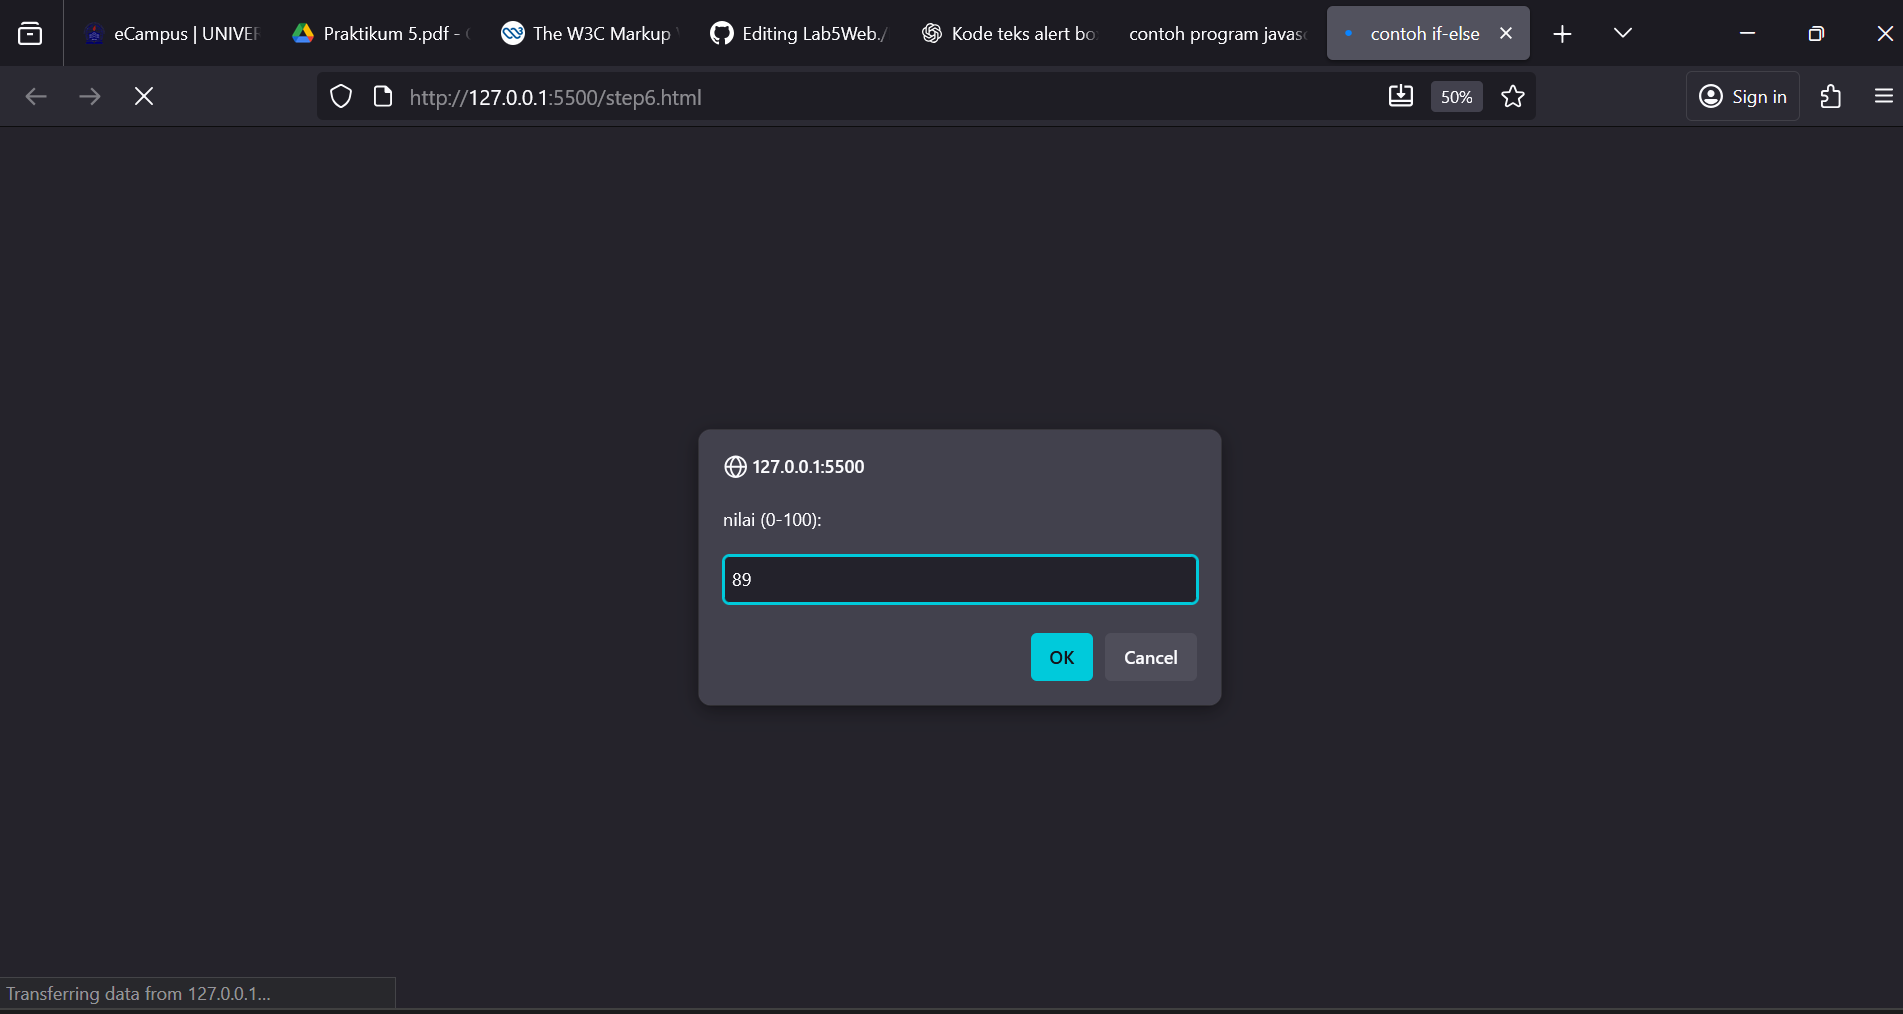 eCampus | UNIVER
Praktikum 5.pdf - 
The W3C Markup
Editing Lab5Web./
Kode teks alert bo
contoh program javas
contoh if-else
http://127.0.0.1:5500/step6.html
50%
Sign in
127.0.0.1:5500
nilai (0-100):
89
OK
Cancel
Transferring data from 127.0.0.1...